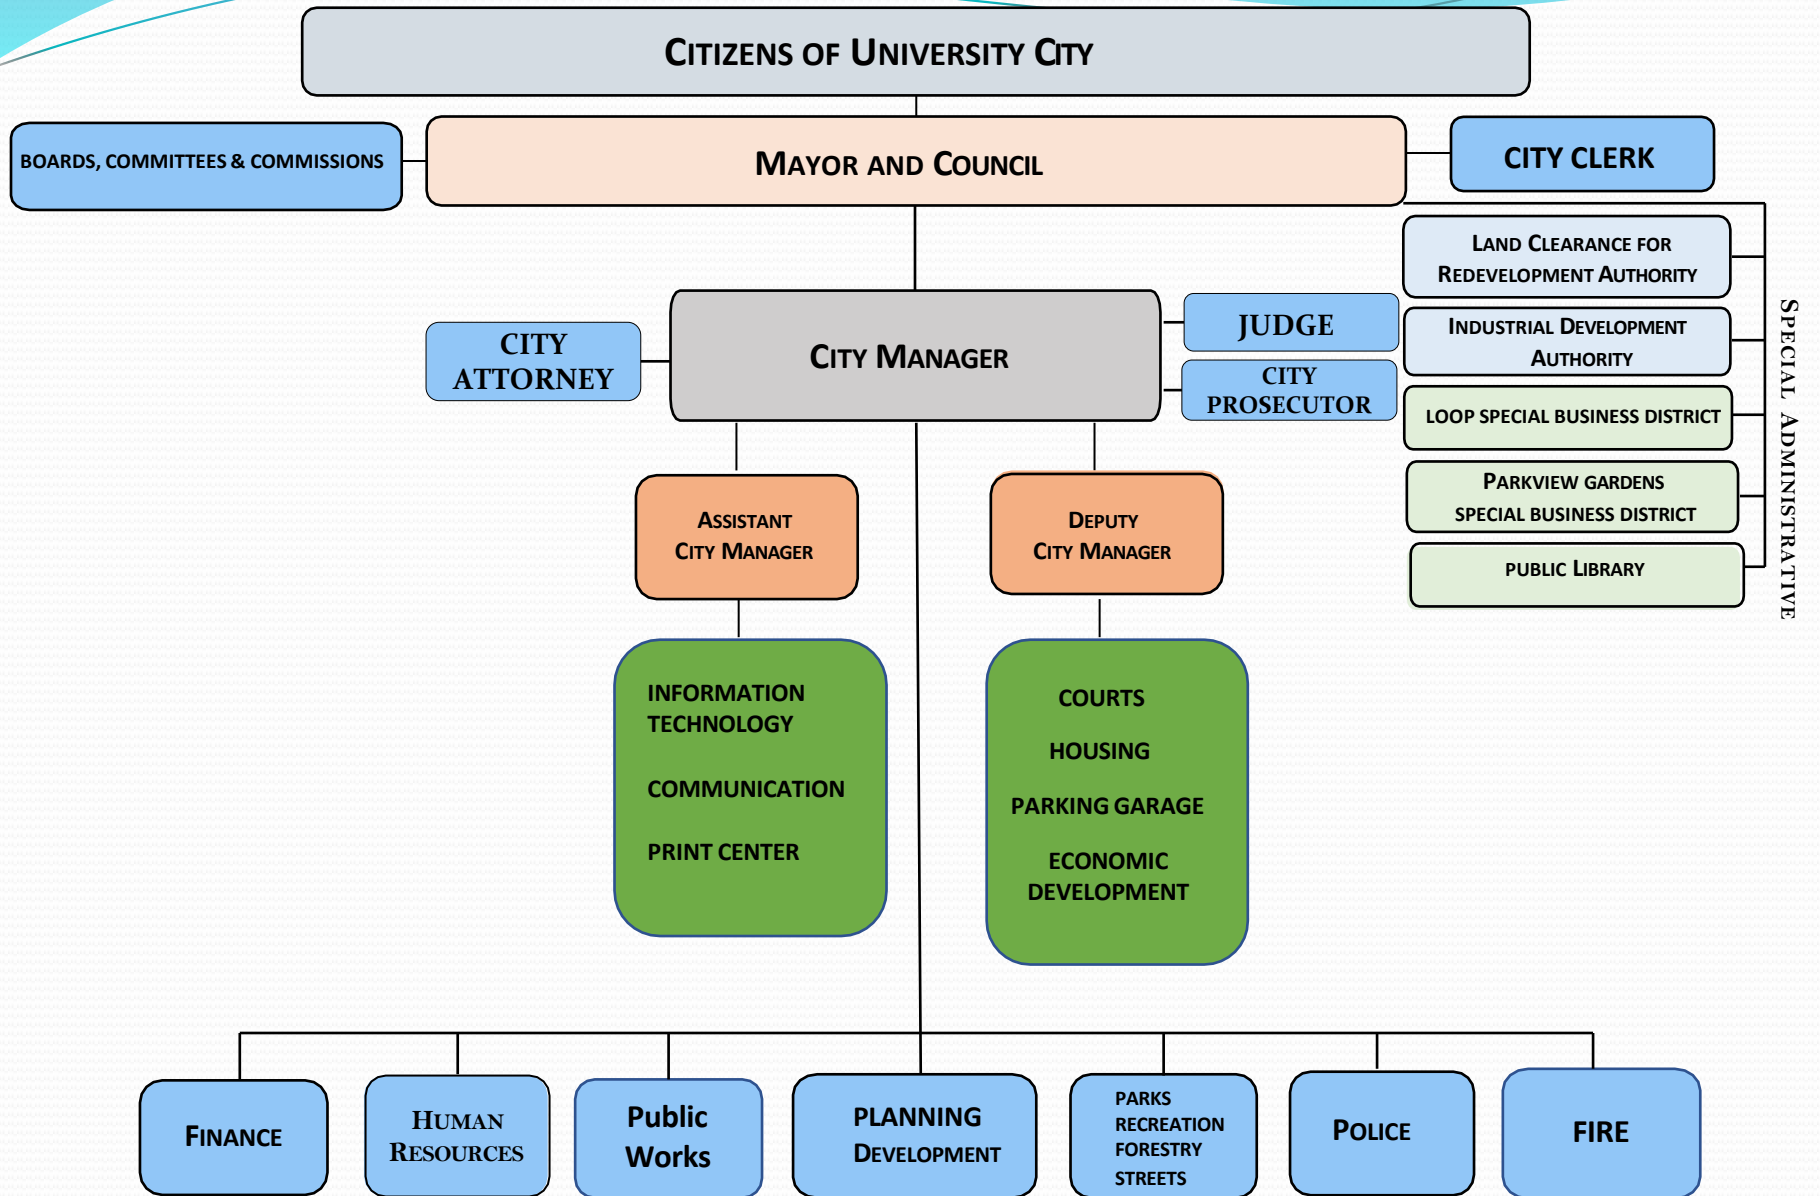 CITIZENS OF UNIVERSITY CITY
BOARDS, COMMITTEES & COMMISSIONS
MAYOR AND COUNCIL
CITY CLERK
LAND CLEARANCE FOR
REDEVELOPMENT AUTHORITY
INDUSTRIAL DEVELOPMENT
AUTHORITY
LOOP SPECIAL BUSINESS DISTRICT
PARKVIEW GARDENS
SPECIAL BUSINESS DISTRICT
PUBLIC LIBRARY
SPECIAL ADMINISTRATIVE
CITY
ATTORNEY
CITY MANAGER
JUDGE
CITY
PROSECUTOR
ASSISTANT
CITY MANAGER
DEPUTY
CITY MANAGER
INFORMATION
TECHNOLOGY
COMMUNICATION
PRINT CENTER
COURTS
HOUSING
PARKING GARAGE
ECONOMIC
DEVELOPMENT
FINANCE
HUMAN
RESOURCES
Public
Works
PLANNING
DEVELOPMENT
PARKS
RECREATION
FORESTRY
STREETS
POLICE
FIRE